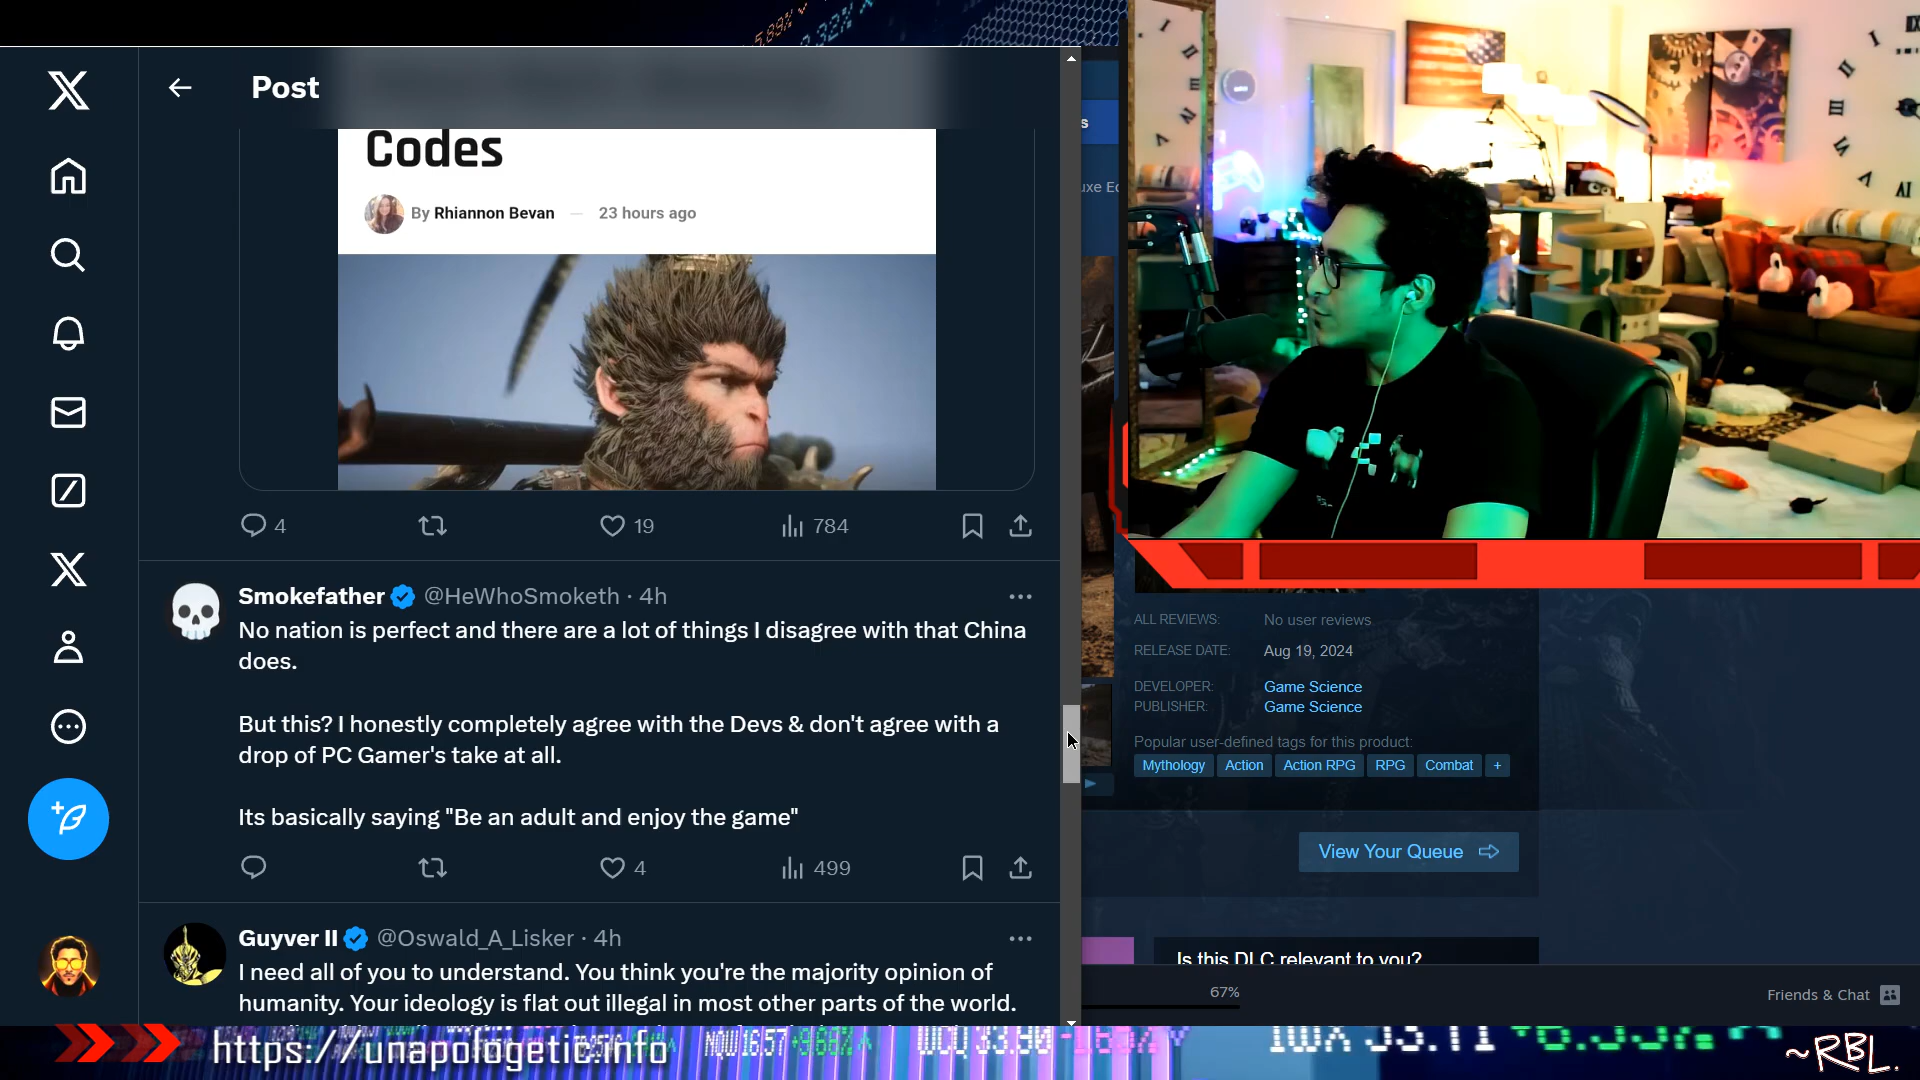 5.89%
2.32%
Post
Codes
By Rhiannon Bevan — 23 hours ago
4 19 784
Smokefather @HeWhoSmoketh · 4h
No nation is perfect and there are a lot of things I disagree with that China
does.
But this? I honestly completely agree with the Devs & don't agree with a
drop of PC Gamer's take at all.
Its basically saying "Be an adult and enjoy the game"
4 499
Guyver II @Oswald_A_Lisker · 4h
I need all of you to understand. You think you're the majority opinion of
humanity. Your ideology is flat out illegal in most other parts of the world.
s
uxe Ec
ALL REVIEWS: No user reviews
RELEASE DATE: Aug 19, 2024
DEVELOPER: Game Science
PUBLISHER: Game Science
Popular user-defined tags for this product:
Mythology Action Action RPG RPG Combat +
View Your Queue
Is this DLC relevant to you?
67%
Friends & Chat
https://unapologetic.info
~RBL.